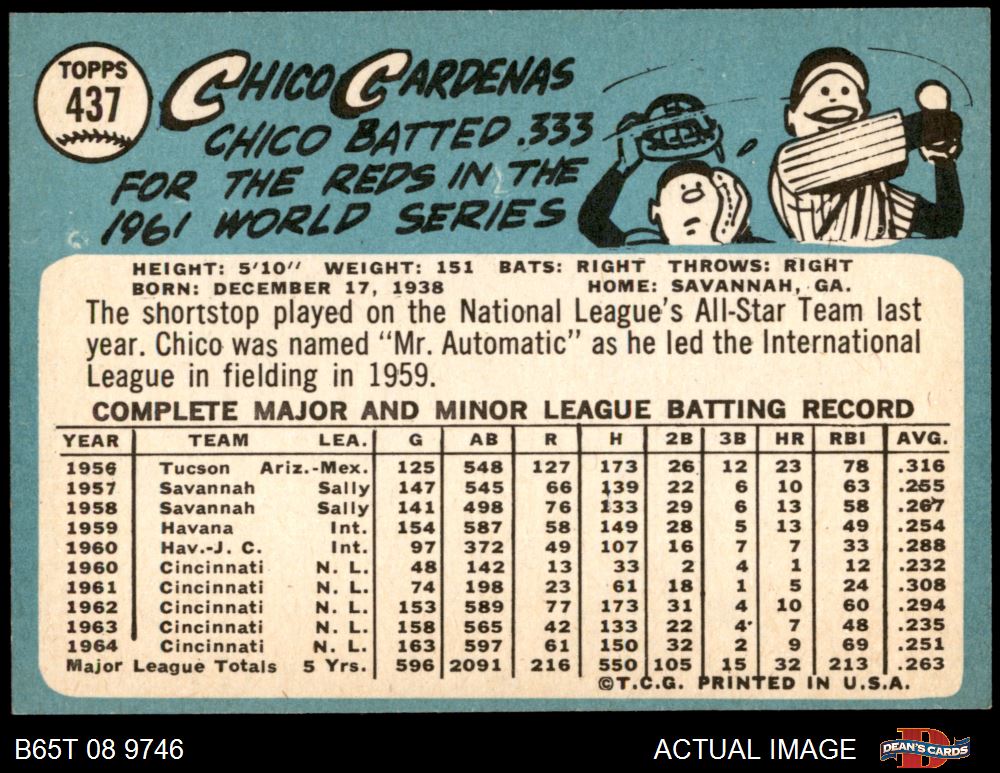 TOPPS
437
CHICO CARDENAS
CHICO BATTED .333
FOR THE REDS IN THE
1961 WORLD SERIES
HEIGHT: 5'10" WEIGHT: 151 BATS: RIGHT THROWS: RIGHT
BORN: DECEMBER 17, 1938 HOME: SAVANNAH, GA.
The shortstop played on the National League's All-Star Team last
year. Chico was named "Mr. Automatic" as he led the International
League in fielding in 1959.
COMPLETE MAJOR AND MINOR LEAGUE BATTING RECORD
YEAR TEAM LEA. G AB R H 2B 3B HR RBI AVG.
1956 Tucson Ariz.-Mex. 125 548 127 173 26 12 23 78 .316
1957 Savannah Sally 147 545 66 139 22 6 10 63 .255
1958 Savannah Sally 141 498 76 133 29 6 13 58 .267
1959 Havana Int. 154 587 58 149 28 5 13 49 .254
1960 Hav.-J. C. Int. 97 372 49 107 16 7 7 33 .288
1960 Cincinnati N. L. 48 142 13 33 2 4 1 12 .232
1961 Cincinnati N. L. 74 198 23 61 18 1 5 24 .308
1962 Cincinnati N. L. 153 589 77 173 31 4 10 60 .294
1963 Cincinnati N. L. 158 565 42 133 22 4 7 48 .235
1964 Cincinnati N. L. 163 597 61 150 32 2 9 69 .251
Major League Totals 5 Yrs. 596 2091 216 550 105 15 32 213 .263
©T.C.G. PRINTED IN U.S.A.
B65T 08 9746 ACTUAL IMAGE DEAN'S CARDS